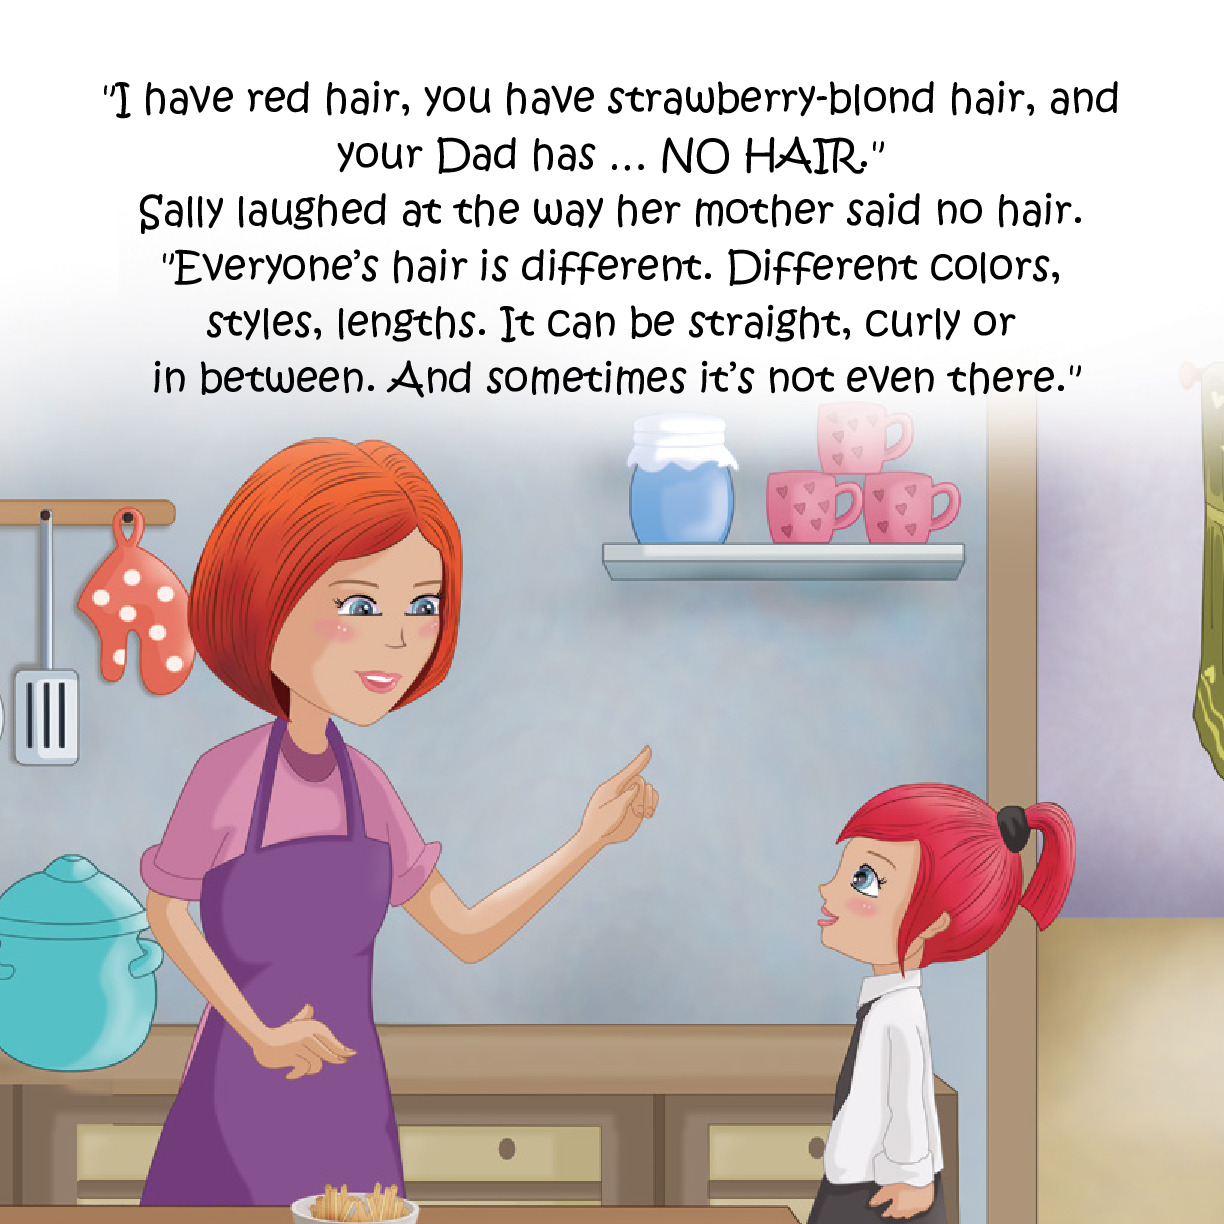 "I have red hair, you have strawberry-blond hair, and
your Dad has ... NO HAIR."
Sally laughed at the way her mother said no hair.
"Everyone’s hair is different. Different colors,
styles, lengths. It can be straight, curly or
in between. And sometimes it’s not even there."